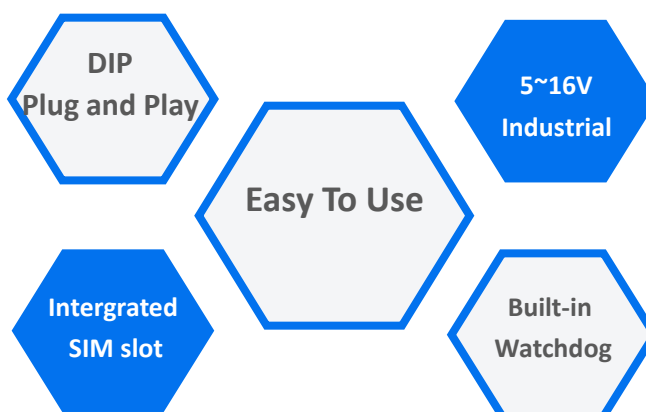 DIP
Plug and Play
5~16V
Industrial
Easy To Use
Intergrated
SIM slot
Built-in
Watchdog